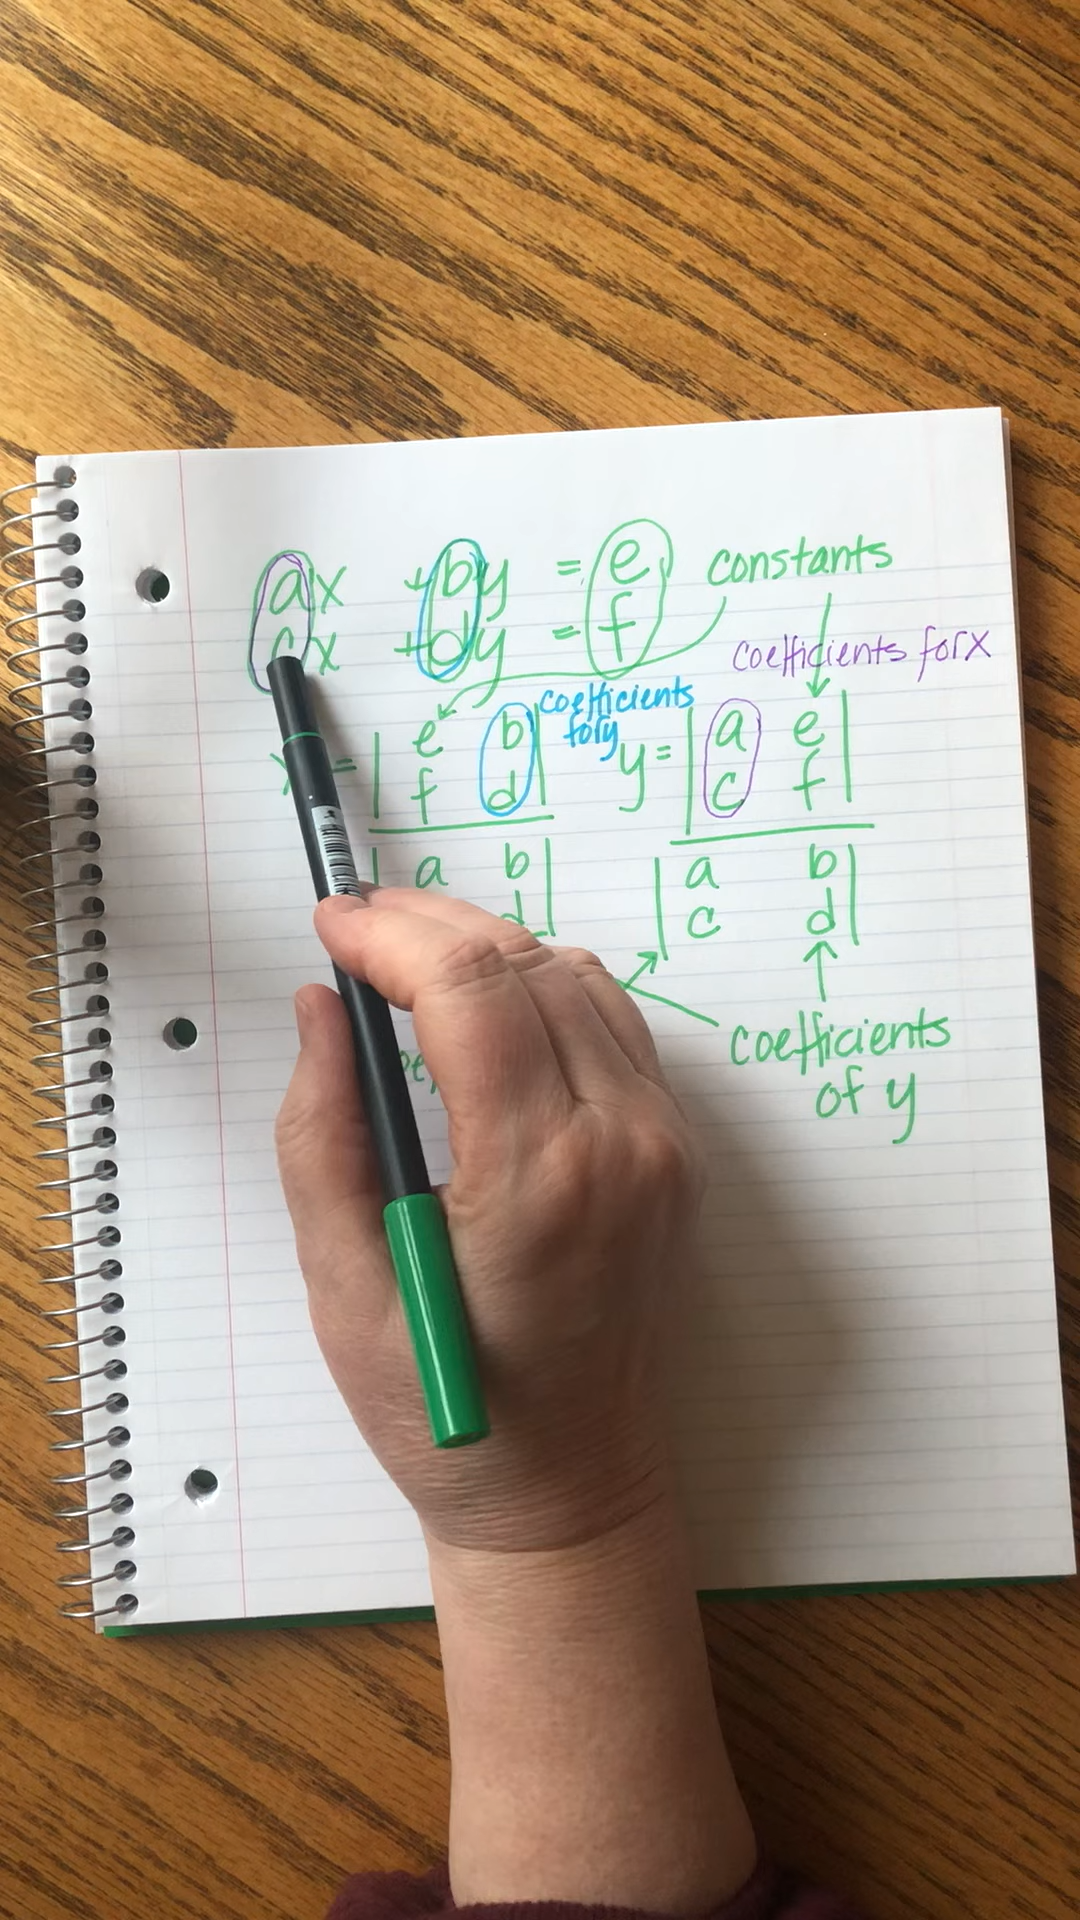 ax + by = e constants
cx + dy = f
coefficients for x
coefficients
for y
| e b | y = | a e |
| f d | | c f |
| a b | | a b |
d | | c d |
coefficients
of y